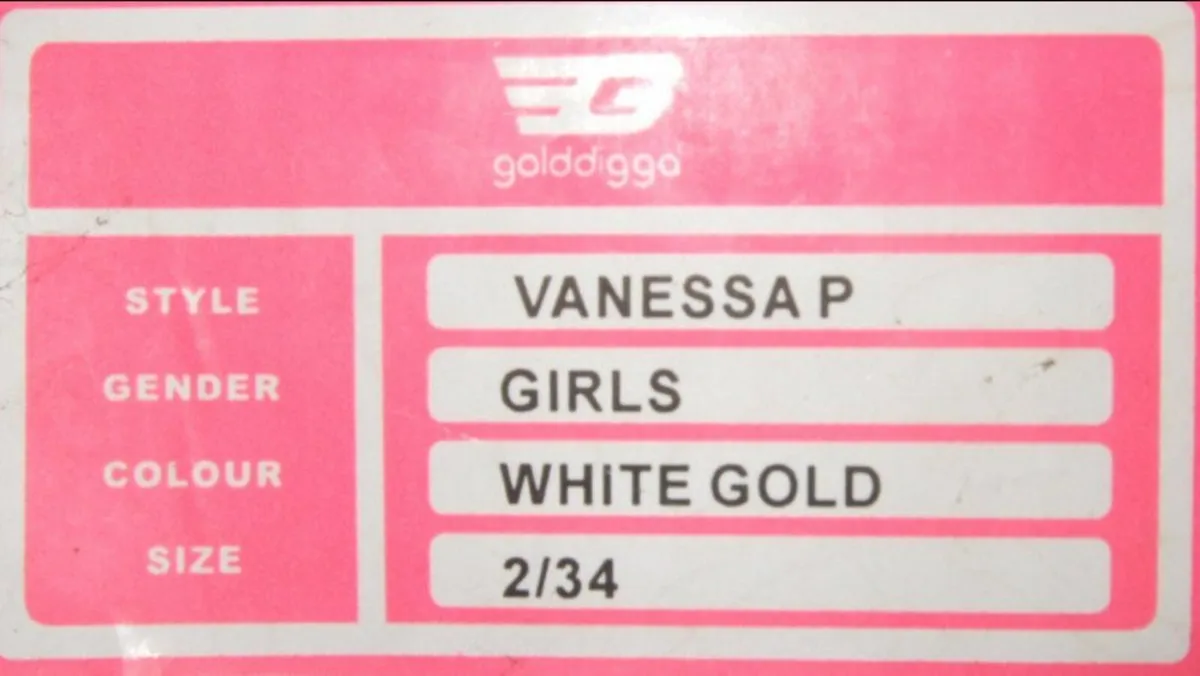 G
golddigga
STYLE VANESSA P
GENDER GIRLS
COLOUR WHiTE GOLD
SIZE 2/34